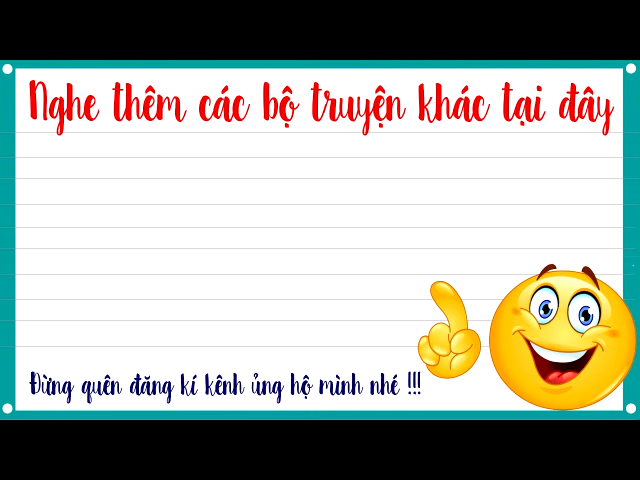 Nghe thêm các bộ truyện khác tại đây
Đừng quên đăng kí kênh ủng hộ mình nhé !!!